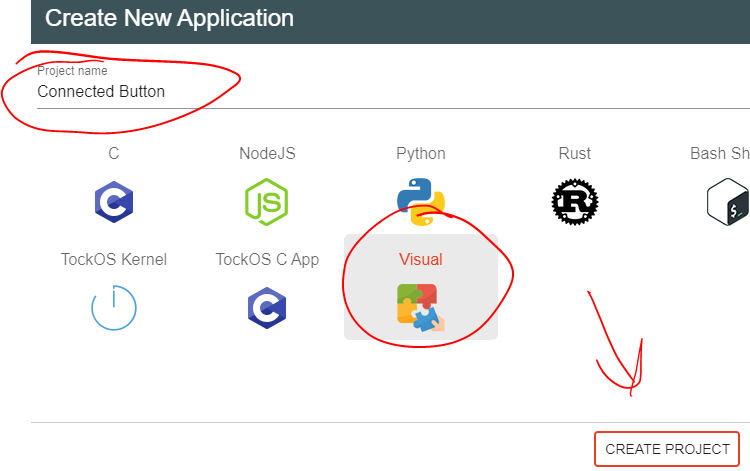 Create New Application
Project name
Connected Button
C NodeJS Python Rust Bash Sh
C JS R $_
TockOS Kernel TockOS C App Visual
C
CREATE PROJECT